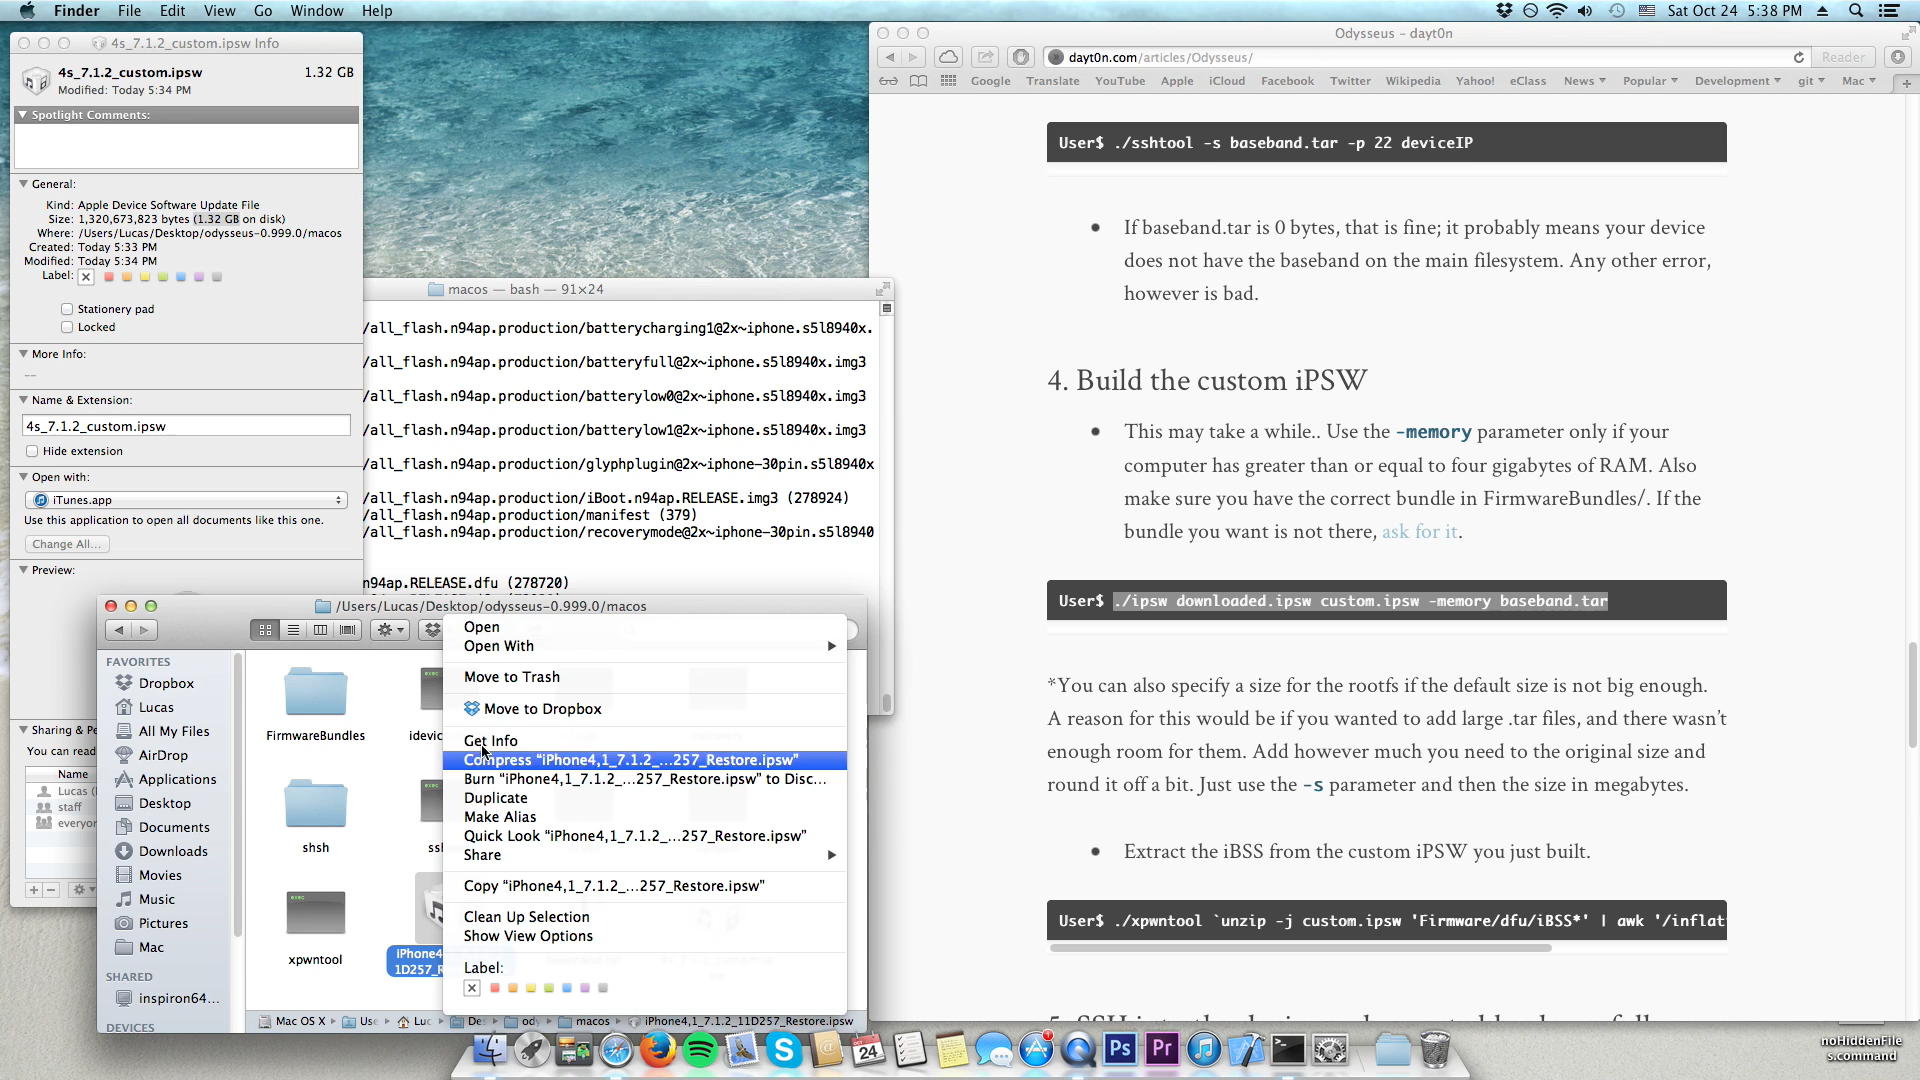 Finder File Edit View Go Window Help
Sat Oct 24 5:38 PM
4s_7.1.2_custom.ipsw Info
4s_7.1.2_custom.ipsw 1.32 GB
Modified: Today 5:34 PM
Spotlight Comments:
General:
Kind: Apple Device Software Update File
Size: 1,320,673,823 bytes (1.32 GB on disk)
Where: /Users/Lucas/Desktop/odysseus-0.999.0/macos
Created: Today 5:33 PM
Modified: Today 5:34 PM
Label:
Stationery pad
Locked
More Info:
--
Name & Extension:
4s_7.1.2_custom.ipsw
Hide extension
Open with:
iTunes.app
Use this application to open all documents like this one.
Change All...
Preview:
Sharing & Pe
You can read
Name
Lucas (
staff
everyor
macos — bash — 91×24
/all_flash.n94ap.production/batterycharging1@2x~iphone.s5l8940x.
/all_flash.n94ap.production/batteryfull@2x~iphone.s5l8940x.img3
/all_flash.n94ap.production/batterylow0@2x~iphone.s5l8940x.img3
/all_flash.n94ap.production/batterylow1@2x~iphone.s5l8940x.img3
/all_flash.n94ap.production/glyphplugin@2x~iphone-30pin.s5l8940x
/all_flash.n94ap.production/iBoot.n94ap.RELEASE.img3 (278924)
/all_flash.n94ap.production/manifest (379)
/all_flash.n94ap.production/recoverymode@2x~iphone-30pin.s5l8940
n94ap.RELEASE.dfu (278720)
/Users/Lucas/Desktop/odysseus-0.999.0/macos
FAVORITES
Dropbox
Lucas
All My Files
AirDrop
Applications
Desktop
Documents
Downloads
Movies
Music
Pictures
Mac
SHARED
inspiron64...
DEVICES
FirmwareBundles
idevic
shsh
ssl
xpwntool
iPhone4
1D257_R
Open
Open With
Move to Trash
Move to Dropbox
Get Info
Compress “iPhone4,1_7.1.2_...257_Restore.ipsw”
Burn “iPhone4,1_7.1.2_...257_Restore.ipsw” to Disc...
Duplicate
Make Alias
Quick Look “iPhone4,1_7.1.2_...257_Restore.ipsw”
Share
Copy “iPhone4,1_7.1.2_...257_Restore.ipsw”
Clean Up Selection
Show View Options
Label:
Mac OS X Use Luc Des ody macos iPhone4,1_7.1.2_11D257_Restore.ipsw
Odysseus – dayt0n
dayt0n.com/articles/Odysseus/
Reader
Google Translate YouTube Apple iCloud Facebook Twitter Wikipedia Yahoo! eClass News Popular Development git Mac
User$ ./sshtool -s baseband.tar -p 22 deviceIP
If baseband.tar is 0 bytes, that is fine; it probably means your device
does not have the baseband on the main filesystem. Any other error,
however is bad.
4. Build the custom iPSW
This may take a while.. Use the -memory parameter only if your
computer has greater than or equal to four gigabytes of RAM. Also
make sure you have the correct bundle in FirmwareBundles/. If the
bundle you want is not there, ask for it.
User$ ./ipsw downloaded.ipsw custom.ipsw -memory baseband.tar
*You can also specify a size for the rootfs if the default size is not big enough.
A reason for this would be if you wanted to add large .tar files, and there wasn't
enough room for them. Add however much you need to the original size and
round it off a bit. Just use the -s parameter and then the size in megabytes.
Extract the iBSS from the custom iPSW you just built.
User$ ./xpwntool `unzip -j custom.ipsw 'Firmware/dfu/iBSS*' | awk '/inflat
OCT
24
1
Ps
Pr
noHiddenFile
s.command